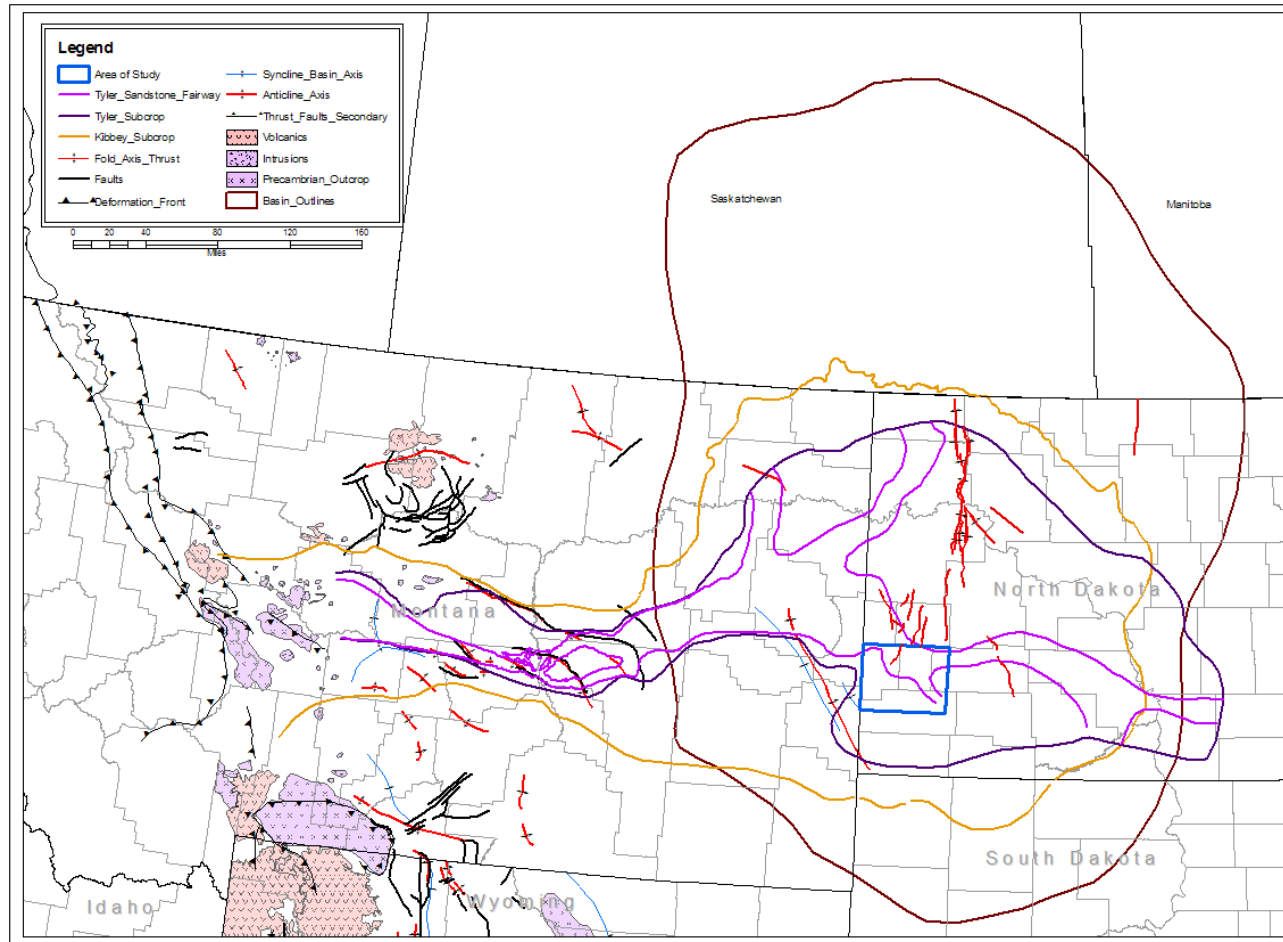 Legend
Area of Study
Tyler_Sandstone_Fairway
Tyler_Subcrop
Kibbey_Subcrop
Fold_Axis_Thrust
Faults
Deformation_Front
Syncline_Basin_Axis
Anticline_Axis
Thrust_Faults_Secondary
Volcanics
Intrusions
Precambrian_Outcrop
Basin_Outlines
0 20 40 80 120 160
Miles
Saskatchewan
Manitoba
Montana
North Dakota
South Dakota
Wyoming
Idaho